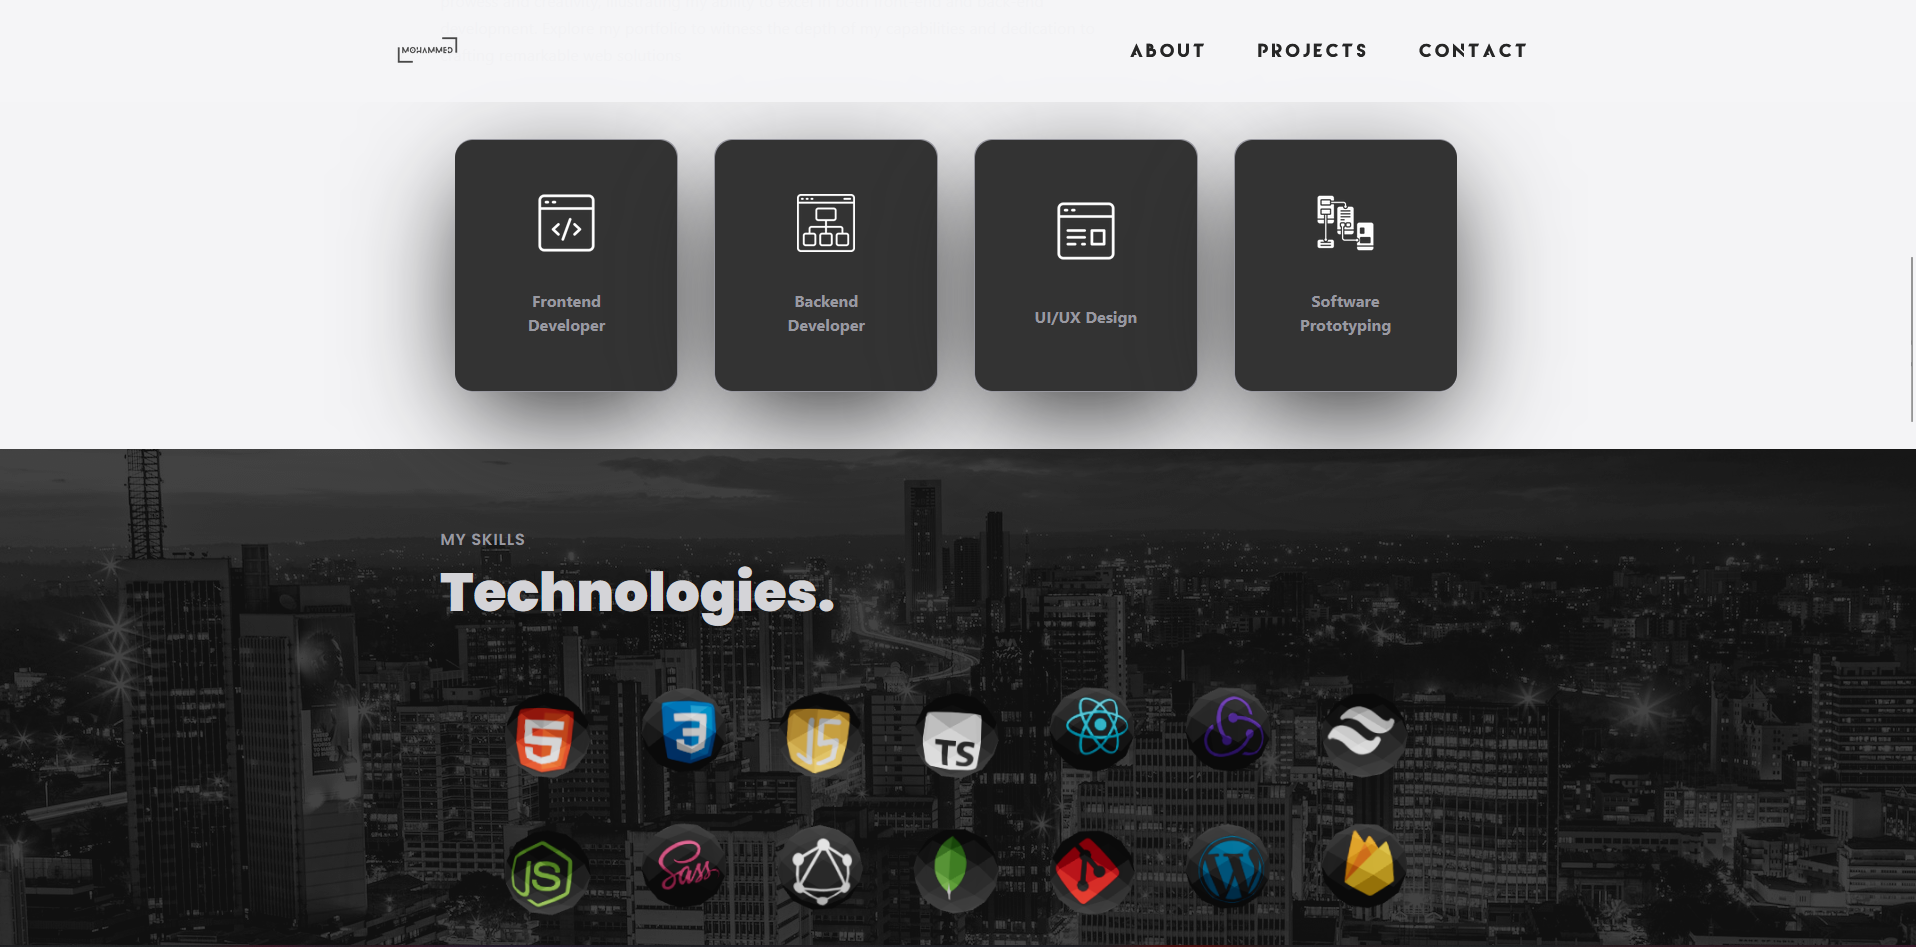 MOHAMMED
ABOUT
PROJECTS
CONTACT
Frontend
Developer
Backend
Developer
UI/UX Design
Software
Prototyping
MY SKILLS
Technologies.
5
3
JS
TS
JS
Sass
W